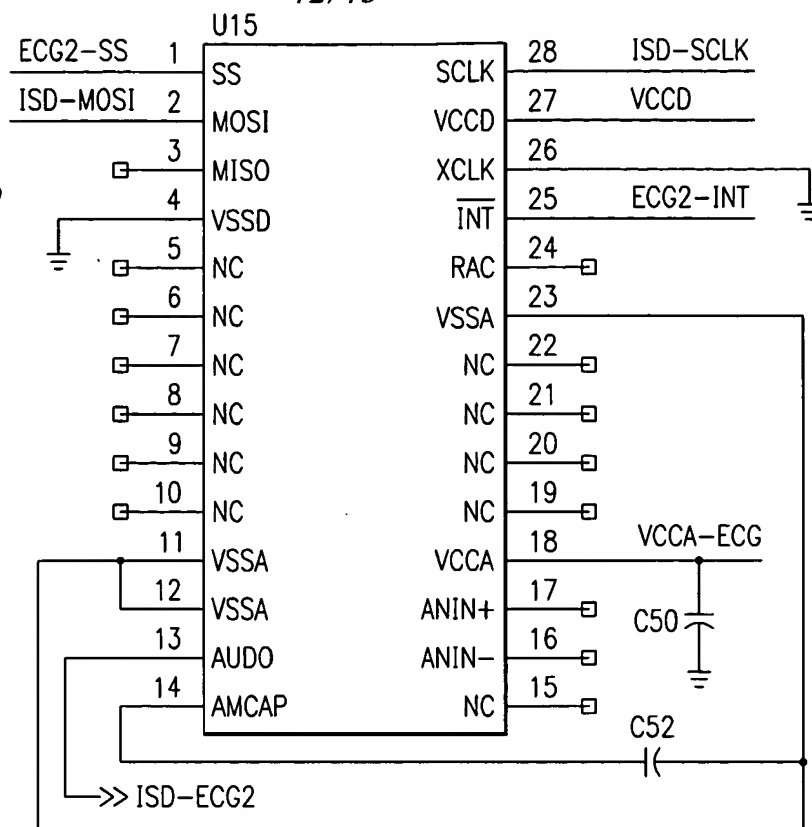 U15
ECG2-SS 1 SS SCLK 28 ISD-SCLK
ISD-MOSI 2 MOSI VCCD 27 VCCD
3 MISO XCLK 26
4 VSSD INT 25 ECG2-INT
5 NC RAC 24
6 NC VSSA 23
7 NC NC 22
8 NC NC 21
9 NC NC 20
10 NC NC 19
11 VSSA VCCA 18 VCCA-ECG
12 VSSA ANIN+ 17
C50
13 AUDO ANIN- 16
14 AMCAP NC 15
C52
ISD-ECG2